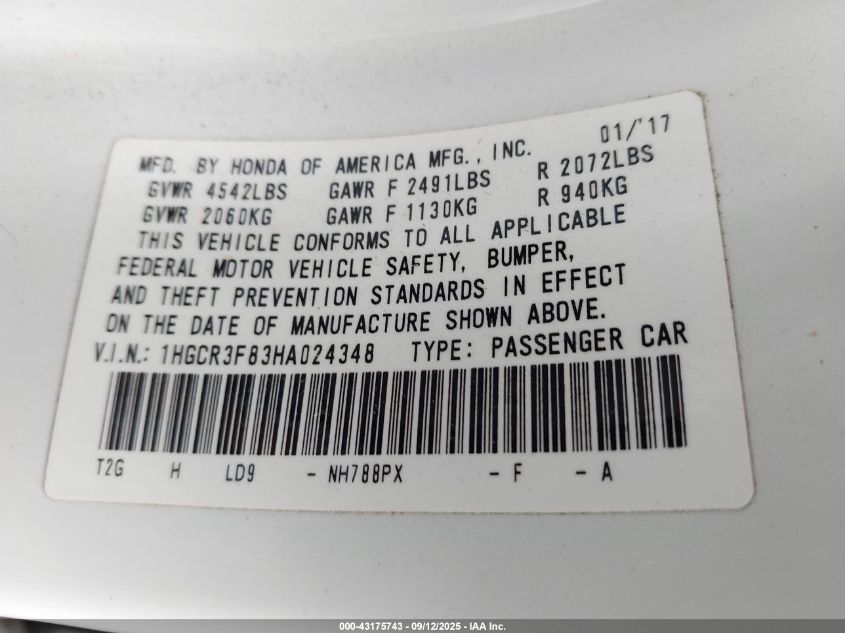 01/'17
MFD. BY HONDA OF AMERICA MFG., INC.
GVWR 4542LBS GAWR F 2491LBS R 2072LBS
GVWR 2060KG GAWR F 1130KG R 940KG
THIS VEHICLE CONFORMS TO ALL APPLICABLE
FEDERAL MOTOR VEHICLE SAFETY, BUMPER,
AND THEFT PREVENTION STANDARDS IN EFFECT
ON THE DATE OF MANUFACTURE SHOWN ABOVE.
V.I.N.: 1HGCR3F83HA024348 TYPE: PASSENGER CAR
T2G H LD9 - NH788PX - F - A
000-43175743 - 09/12/2025 - IAA Inc.